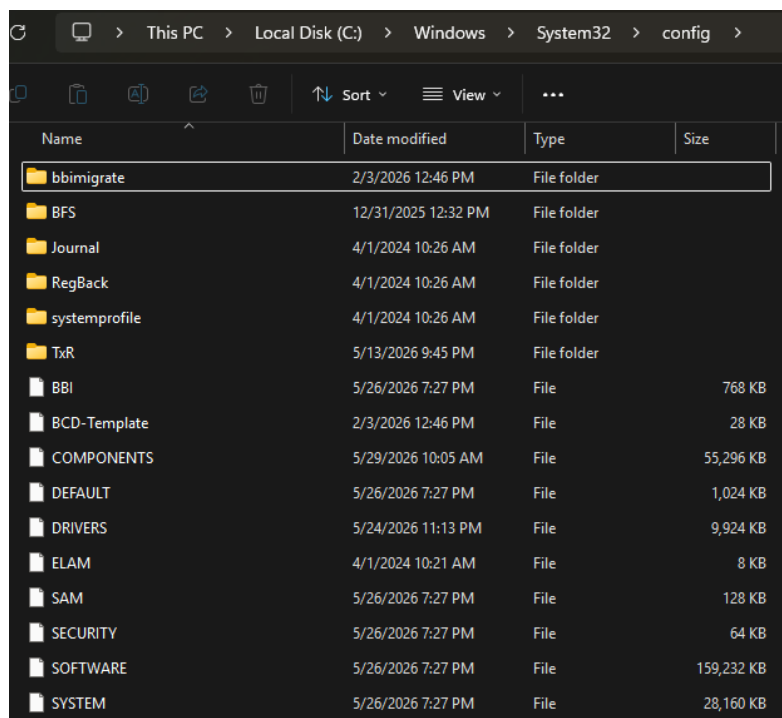 This PC > Local Disk (C:) > Windows > System32 > config >
Sort View ...
Name Date modified Type Size
bbimigrate 2/3/2026 12:46 PM File folder
BFS 12/31/2025 12:32 PM File folder
Journal 4/1/2024 10:26 AM File folder
RegBack 4/1/2024 10:26 AM File folder
systemprofile 4/1/2024 10:26 AM File folder
TxR 5/13/2026 9:45 PM File folder
BBI 5/26/2026 7:27 PM File 768 KB
BCD-Template 2/3/2026 12:46 PM File 28 KB
COMPONENTS 5/29/2026 10:05 AM File 55,296 KB
DEFAULT 5/26/2026 7:27 PM File 1,024 KB
DRIVERS 5/24/2026 11:13 PM File 9,924 KB
ELAM 4/1/2024 10:21 AM File 8 KB
SAM 5/26/2026 7:27 PM File 128 KB
SECURITY 5/26/2026 7:27 PM File 64 KB
SOFTWARE 5/26/2026 7:27 PM File 159,232 KB
SYSTEM 5/26/2026 7:27 PM File 28,160 KB